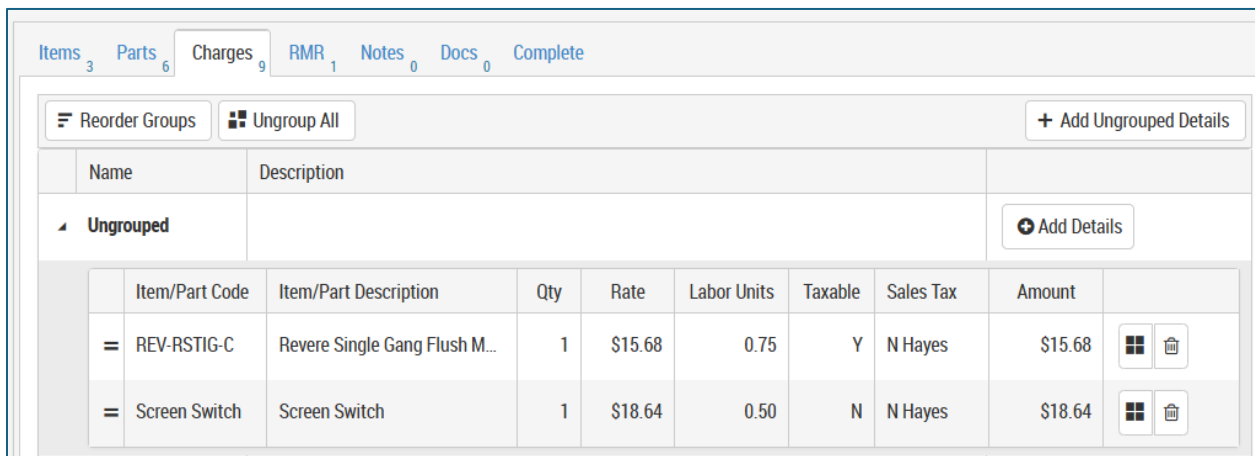 Items 3 Parts 6 Charges 9 RMR 1 Notes 0 Docs 0 Complete
Reorder Groups Ungroup All + Add Ungrouped Details
Name Description
Ungrouped Add Details
Item/Part Code Item/Part Description Qty Rate Labor Units Taxable Sales Tax Amount
REV-RSTIG-C Revere Single Gang Flush M... 1 $15.68 0.75 Y N Hayes $15.68
Screen Switch Screen Switch 1 $18.64 0.50 N N Hayes $18.64